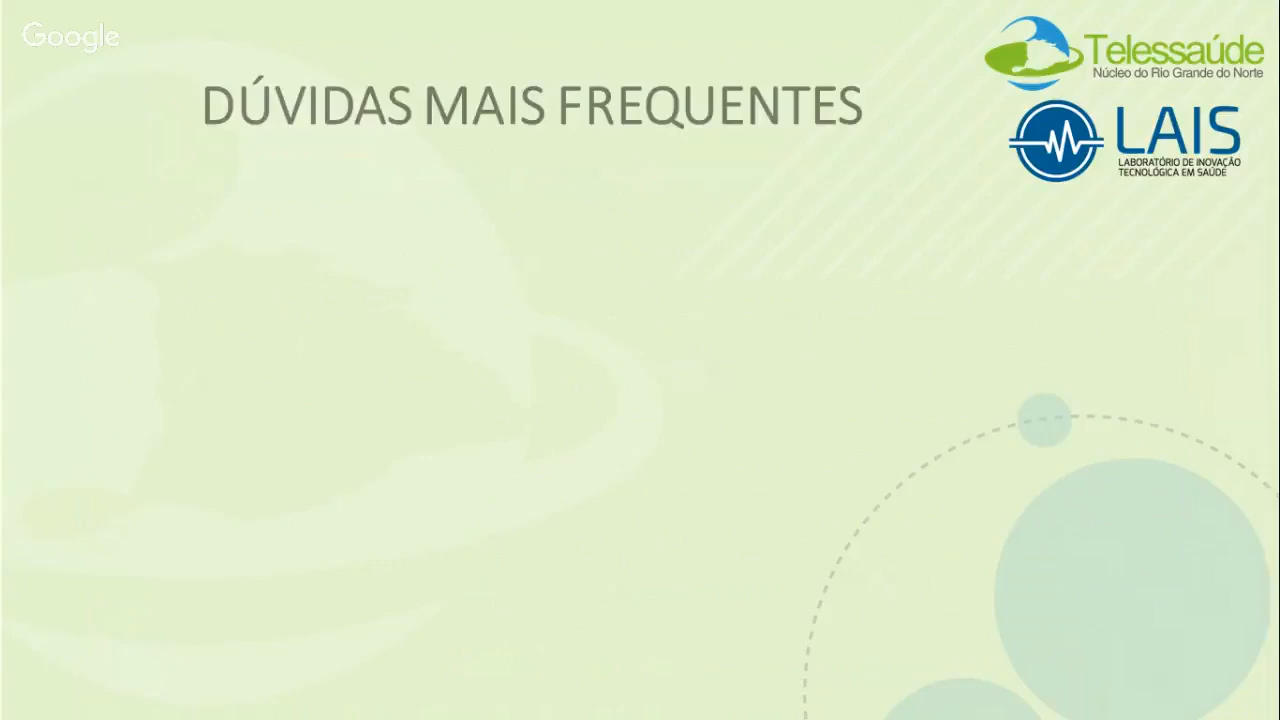 Google
DÚVIDAS MAIS FREQUENTES
Telessaúde
Núcleo do Rio Grande do Norte
LAIS
LABORATÓRIO DE INOVAÇÃO
TECNOLÓGICA EM SAÚDE